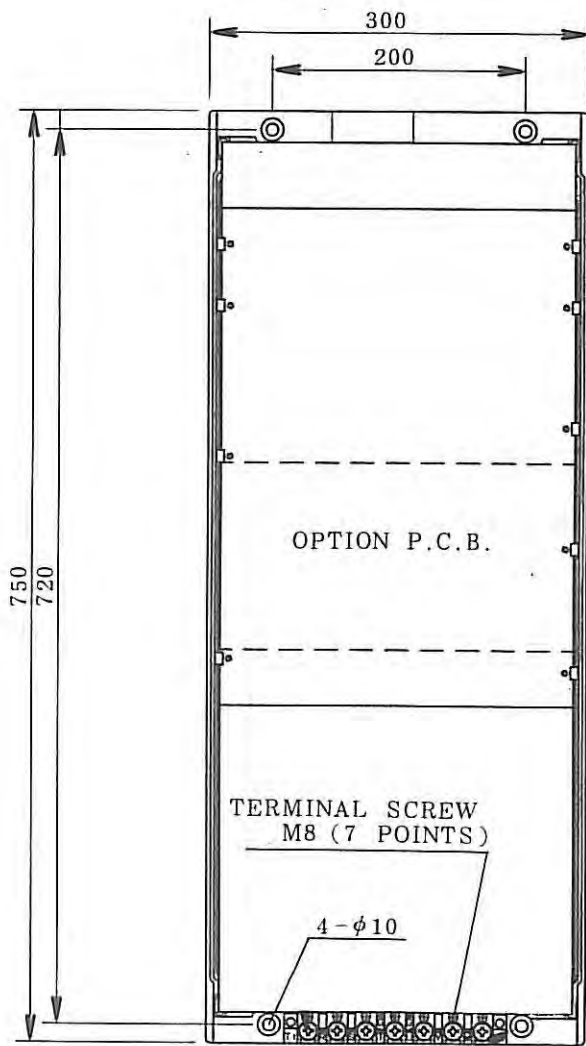 300
200
750
720
OPTION P.C.B.
TERMINAL SCREW
M8 (7 POINTS)
4-φ10